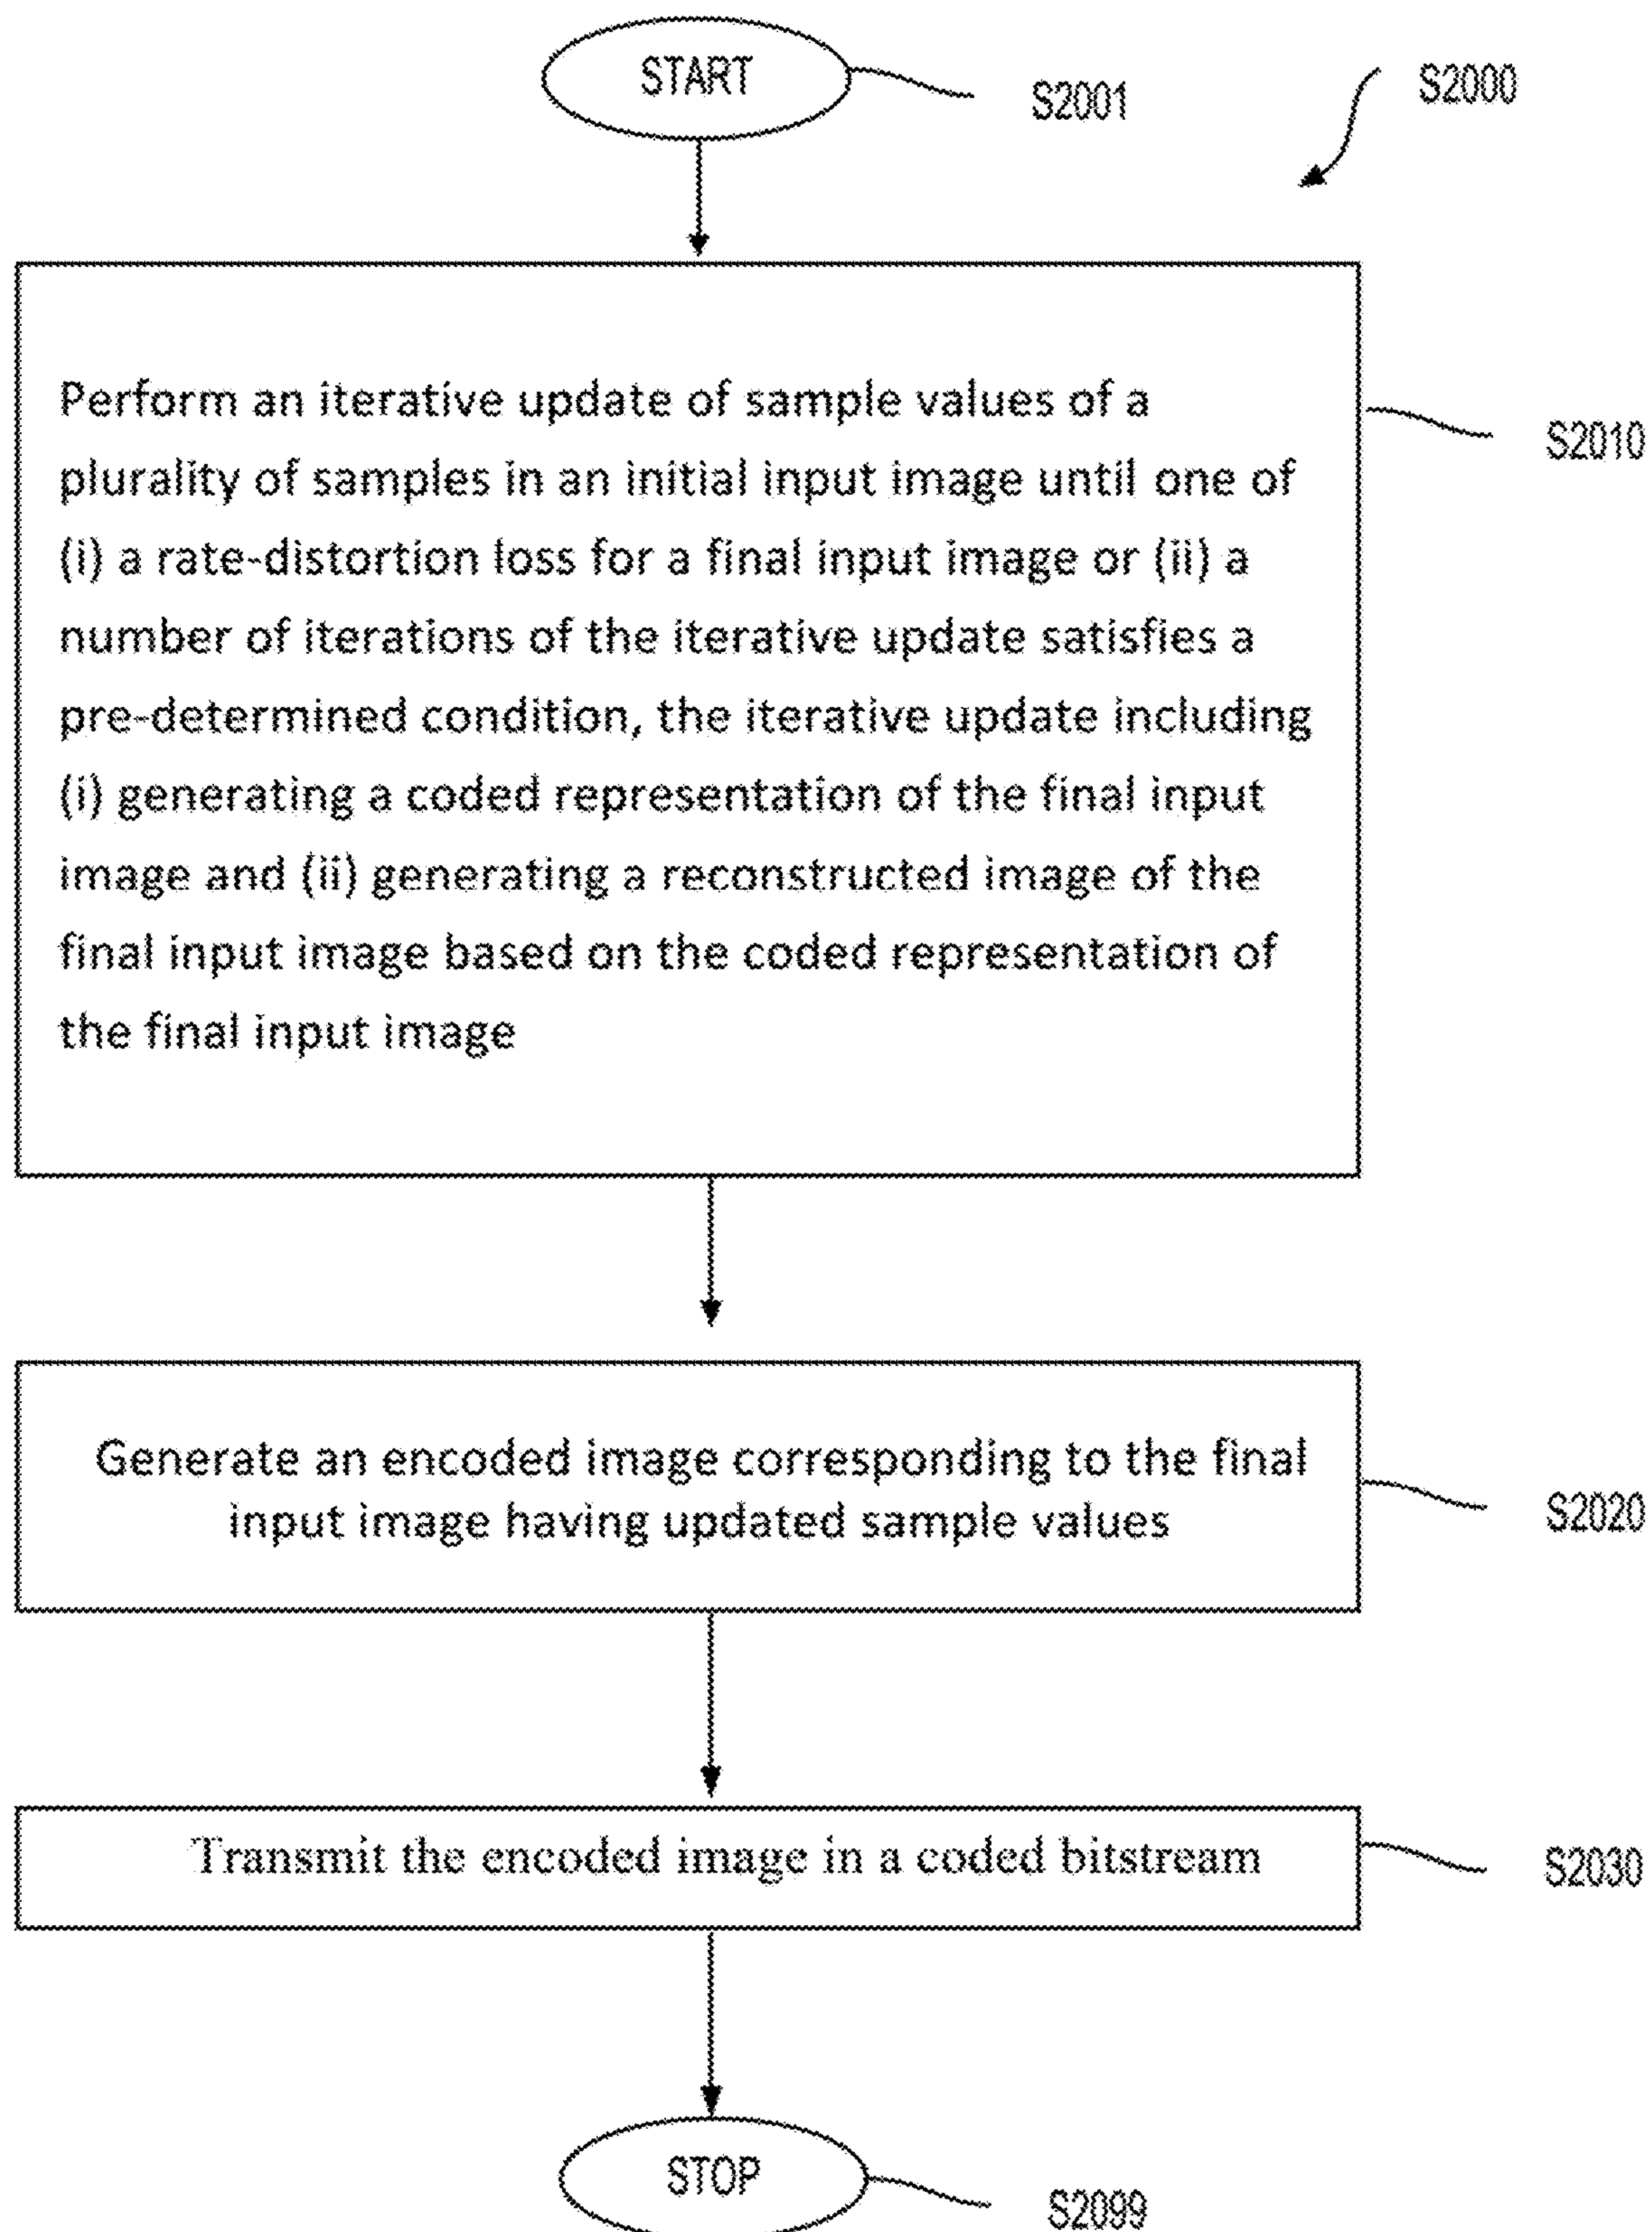 START
S2001
S2000
Perform an iterative update of sample values of a
plurality of samples in an initial input image until one of
(i) a rate-distortion loss for a final input image or (ii) a
number of iterations of the iterative update satisfies a
pre-determined condition, the iterative update including
(i) generating a coded representation of the final input
image and (ii) generating a reconstructed image of the
final input image based on the coded representation of
the final input image
S2010
Generate an encoded image corresponding to the final
input image having updated sample values
S2020
Transmit the encoded image in a coded bitstream
S2030
STOP
S2099